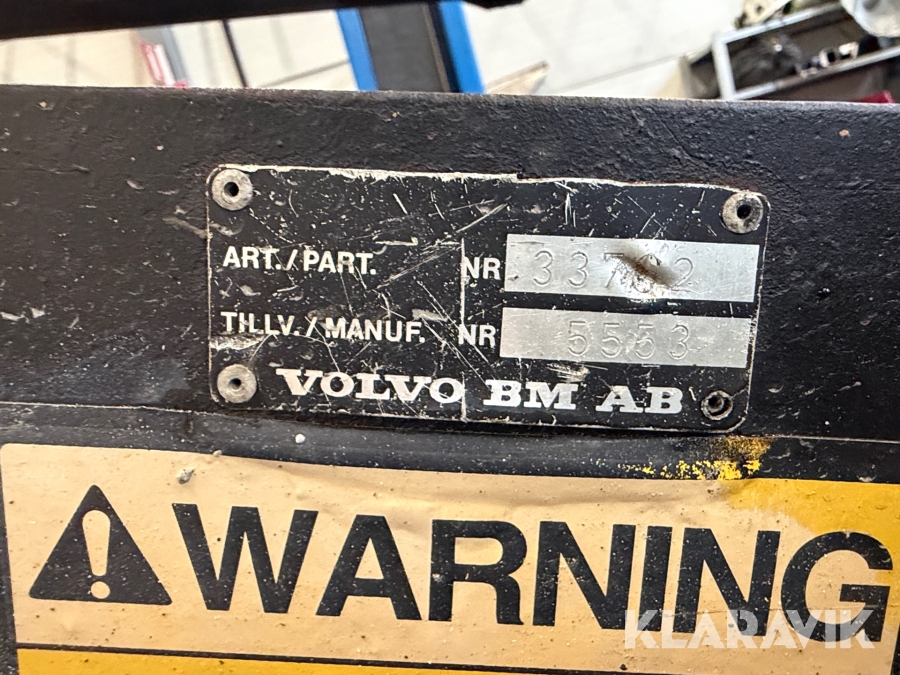 ART./PART. NR
TILLV./MANUF. NR 5553
VOLVO BM AB
WARNING
KLARAVIK